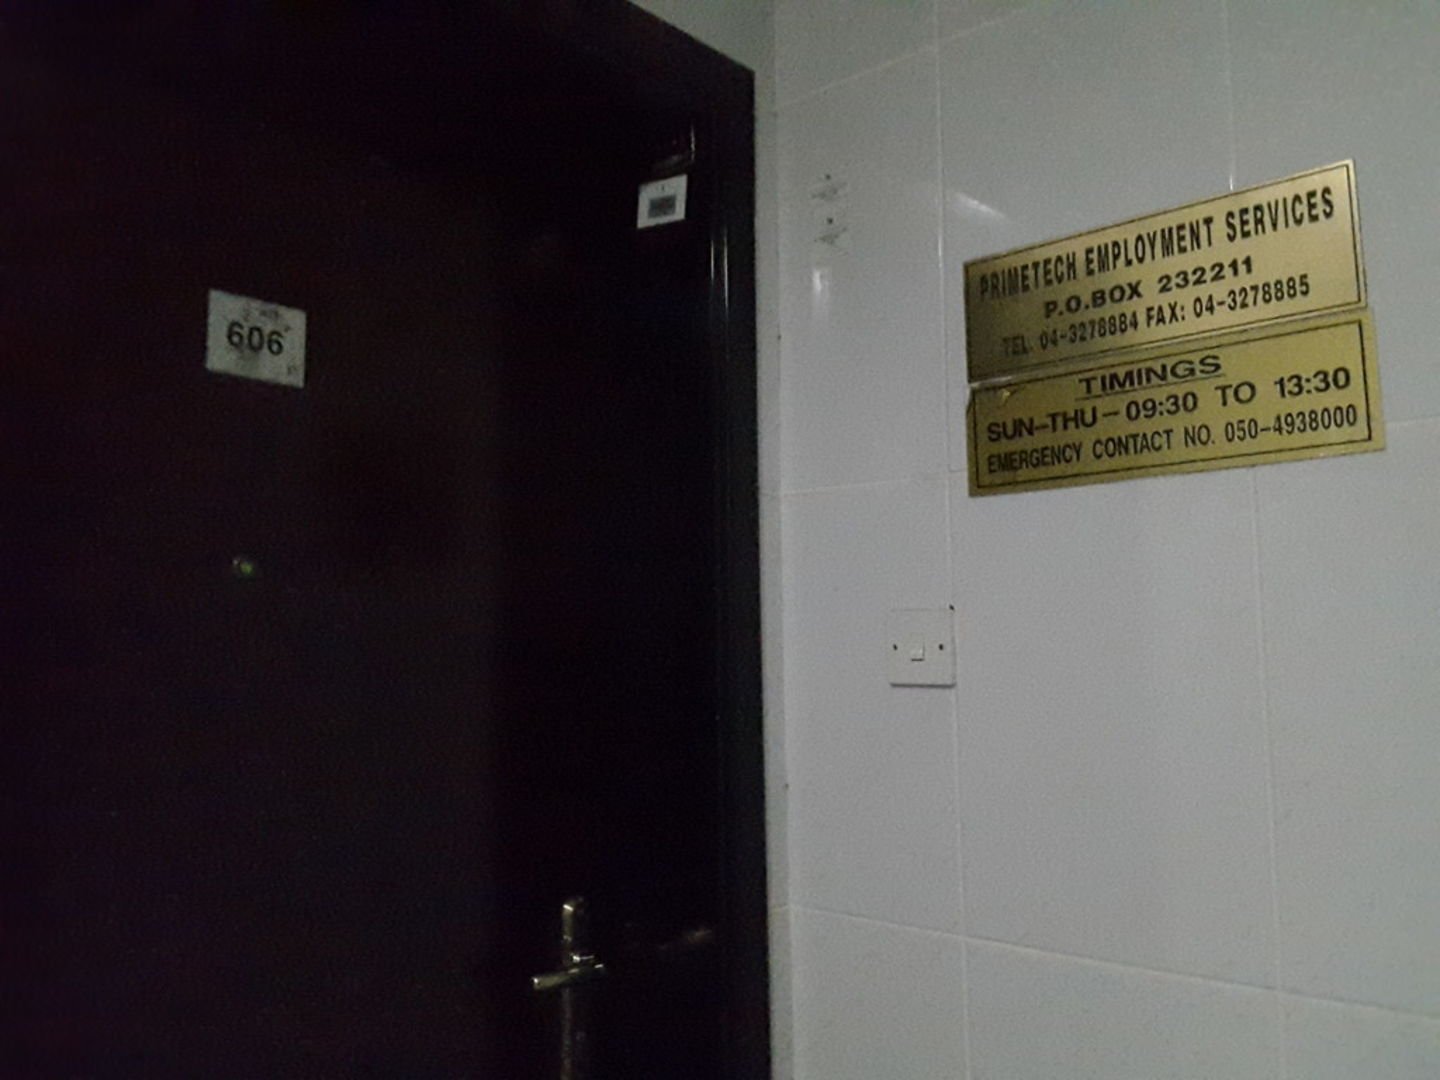 606
PRIMETECH EMPLOYMENT SERVICES
P.O.BOX 232211
TEL: 04-3278884 FAX: 04-3278885
TIMINGS
SUN-THU-09:30 TO 13:30
EMERGENCY CONTACT NO. 050-4938000